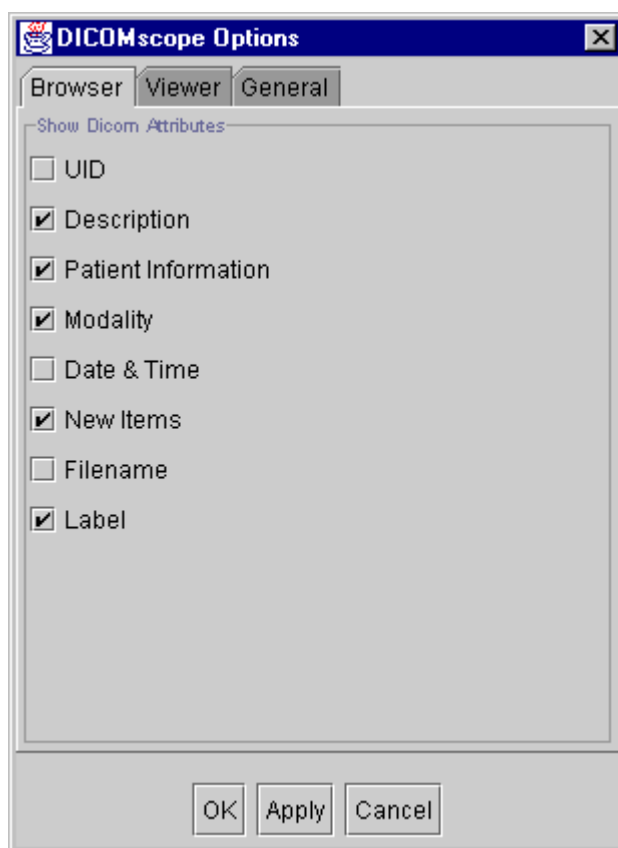 DICOMscope Options
Browser Viewer General
Show Dicom Attributes
UID
Description
Patient Information
Modality
Date & Time
New Items
Filename
Label
OK Apply Cancel